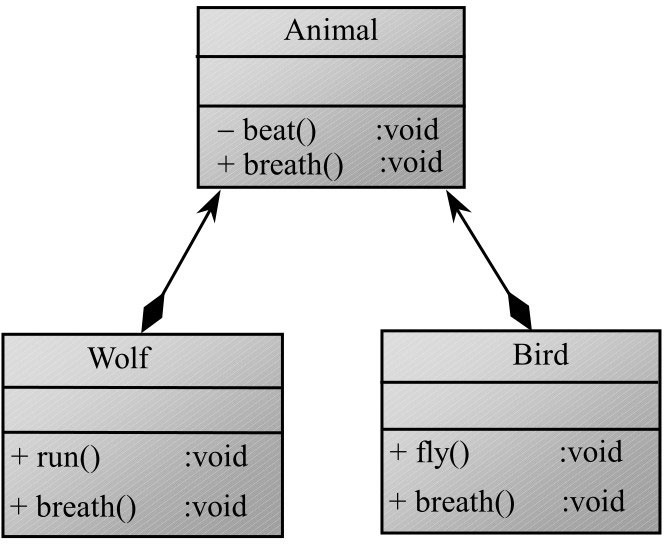 Animal
− beat() :void
+ breath() :void
Wolf
+ run() :void
+ breath() :void
Bird
+ fly() :void
+ breath() :void